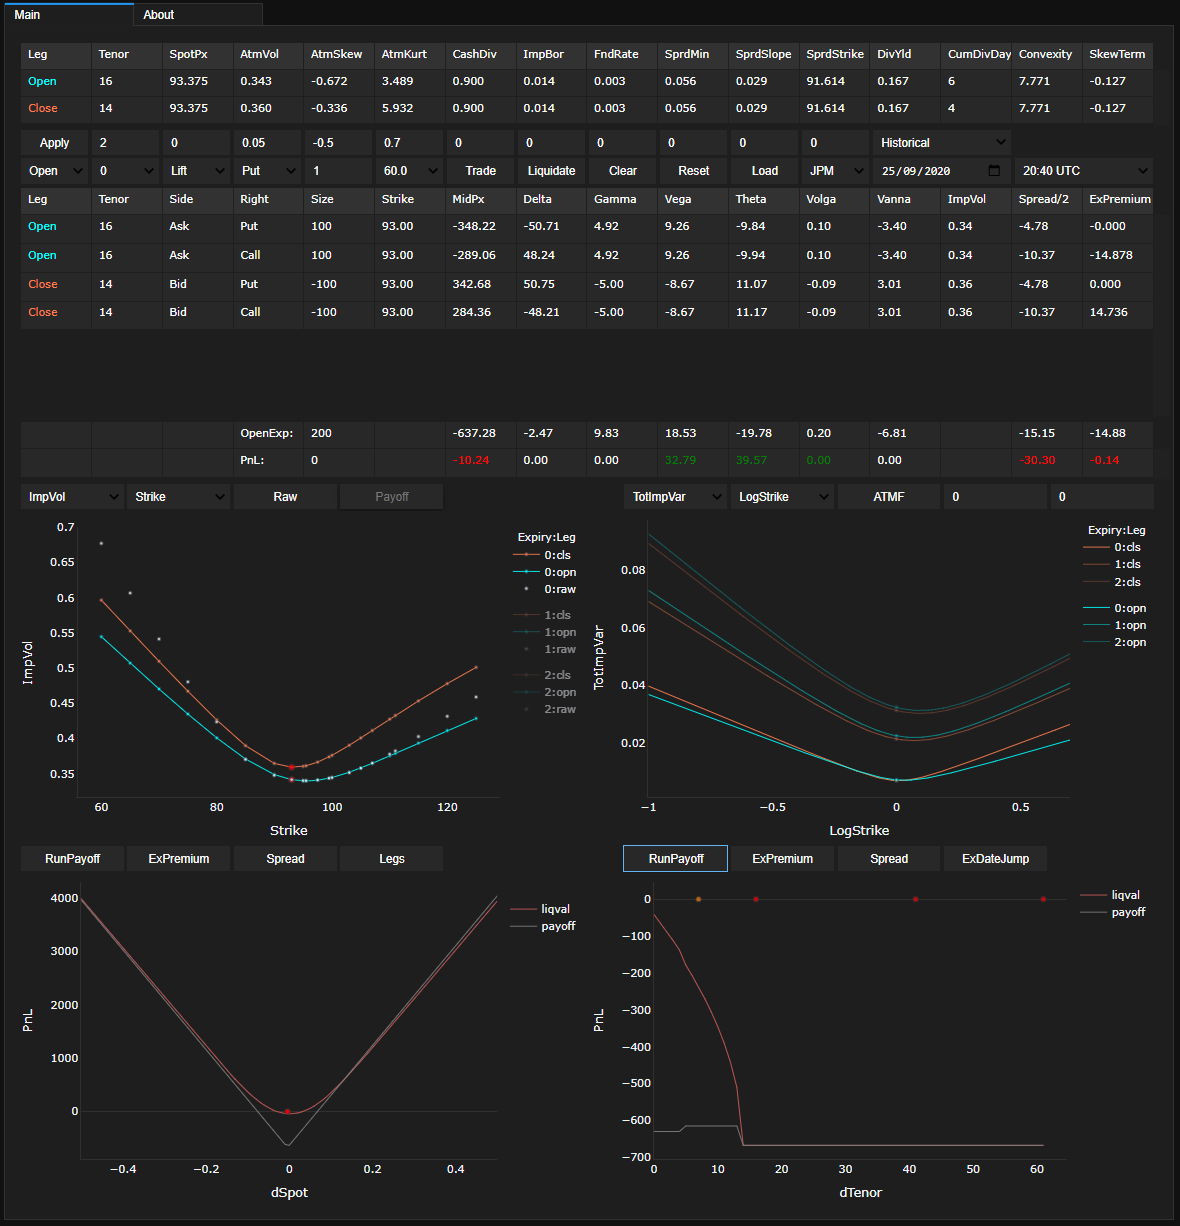 Main About
Leg Tenor SpotPx AtmVol AtmSkew AtmKurt CashDiv ImpBor FndRate SprdMin SprdSlope SprdStrike DivYld CumDivDay Convexity SkewTerm
Open 16 93.375 0.343 -0.672 3.489 0.900 0.014 0.003 0.056 0.029 91.614 0.167 6 7.771 -0.127
Close 14 93.375 0.360 -0.336 5.932 0.900 0.014 0.003 0.056 0.029 91.614 0.167 4 7.771 -0.127
Apply 2 0 0.05 -0.5 0.7 0 0 0 0 0 0 Historical
Open 0 Lift Put 1 60.0 Trade Liquidate Clear Reset Load JPM 25/09/2020 20:40 UTC
Leg Tenor Side Right Size Strike MidPx Delta Gamma Vega Theta Volga Vanna ImpVol Spread/2 ExPremium
Open 16 Ask Put 100 93.00 -348.22 -50.71 4.92 9.26 -9.84 0.10 -3.40 0.34 -4.78 -0.000
Open 16 Ask Call 100 93.00 -289.06 48.24 4.92 9.26 -9.94 0.10 -3.40 0.34 -10.37 -14.878
Close 14 Bid Put -100 93.00 342.68 50.75 -5.00 -8.67 11.07 -0.09 3.01 0.36 -4.78 0.000
Close 14 Bid Call -100 93.00 284.36 -48.21 -5.00 -8.67 11.17 -0.09 3.01 0.36 -10.37 14.736
OpenExp: 200 -637.28 -2.47 9.83 18.53 -19.78 0.20 -6.81 -15.15 -14.88
PnL: 0 -10.24 0.00 0.00 32.79 39.57 0.00 0.00 -30.30 -0.14
ImpVol Strike Raw Payoff
TotImpVar LogStrike ATMF 0 0
0.7
0.65
0.6
0.55
0.5
0.45
0.4
0.35
ImpVol
60 80 100 120
Strike
Expiry:Leg
0:cls
0:opn
0:raw
1:cls
1:opn
1:raw
2:cls
2:opn
2:raw
0.08
0.06
0.04
0.02
TotImpVar
−1 −0.5 0 0.5
LogStrike
Expiry:Leg
0:cls
1:cls
2:cls
0:opn
1:opn
2:opn
RunPayoff ExPremium Spread Legs
RunPayoff ExPremium Spread ExDateJump
4000
3000
2000
1000
0
PnL
−0.4 −0.2 0 0.2 0.4
dSpot
liqval
payoff
0
−100
−200
−300
−400
−500
−600
−700
PnL
0 10 20 30 40 50 60
dTenor
liqval
payoff